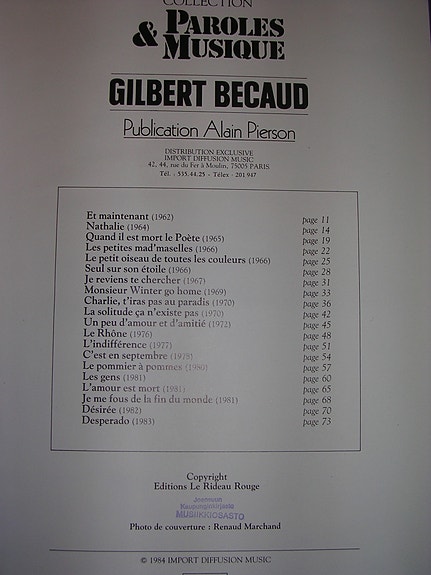 COLLECTION
PAROLES
& MUSIQUE
GILBERT BECAUD
Publication Alain Pierson
DISTRIBUTION EXCLUSIVE
IMPORT DIFFUSION MUSIC
42, 44, rue du Fer à Moulin, 75005 PARIS
Tél. : 535.44.25 - Télex - 201 947
Et maintenant (1962) page 11
Nathalie (1964) page 14
Quand il est mort le Poète (1965) page 19
Les petites mad'maselles (1966) page 22
Le petit oiseau de toutes les couleurs (1966) page 25
Seul sur son étoile (1966) page 28
Je reviens te chercher (1967) page 31
Monsieur Winter go home (1969) page 33
Charlie, t'iras pas au paradis (1970) page 36
La solitude ça n'existe pas (1970) page 42
Un peu d'amour et d'amitié (1972) page 45
Le Rhône (1976) page 48
L'indifférence (1977) page 51
C'est en septembre (1978) page 54
Le pommier à pommes (1980) page 57
Les gens (1981) page 60
L'amour est mort (1981) page 65
Je me fous de la fin du monde (1981) page 68
Désirée (1982) page 70
Desperado (1983) page 73
Copyright
Editions Le Rideau Rouge
Joensuun
Kaupunginkirjasto
MUSIIKKIOSASTO
Photo de couverture : Renaud Marchand
© 1984 IMPORT DIFFUSION MUSIC